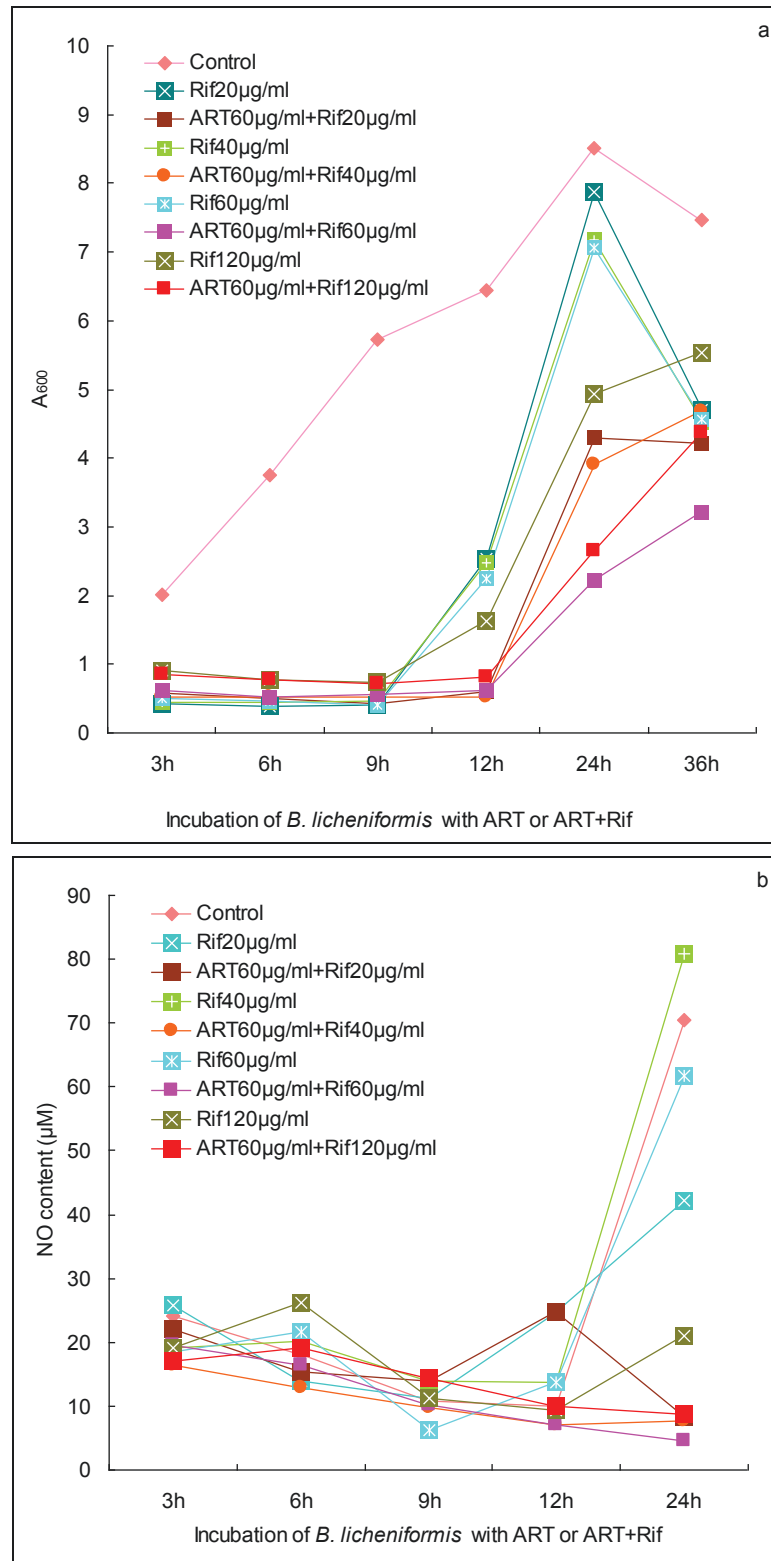 a
10
9
8
7
6
5
4
3
2
1
0
A600
Control
Rif20µg/ml
ART60µg/ml+Rif20µg/ml
Rif40µg/ml
ART60µg/ml+Rif40µg/ml
Rif60µg/ml
ART60µg/ml+Rif60µg/ml
Rif120µg/ml
ART60µg/ml+Rif120µg/ml
3h 6h 9h 12h 24h 36h
Incubation of B. licheniformis with ART or ART+Rif
b
90
80
70
60
50
40
30
20
10
0
NO content (µM)
Control
Rif20µg/ml
ART60µg/ml+Rif20µg/ml
Rif40µg/ml
ART60µg/ml+Rif40µg/ml
Rif60µg/ml
ART60µg/ml+Rif60µg/ml
Rif120µg/ml
ART60µg/ml+Rif120µg/ml
3h 6h 9h 12h 24h
Incubation of B. licheniformis with ART or ART+Rif